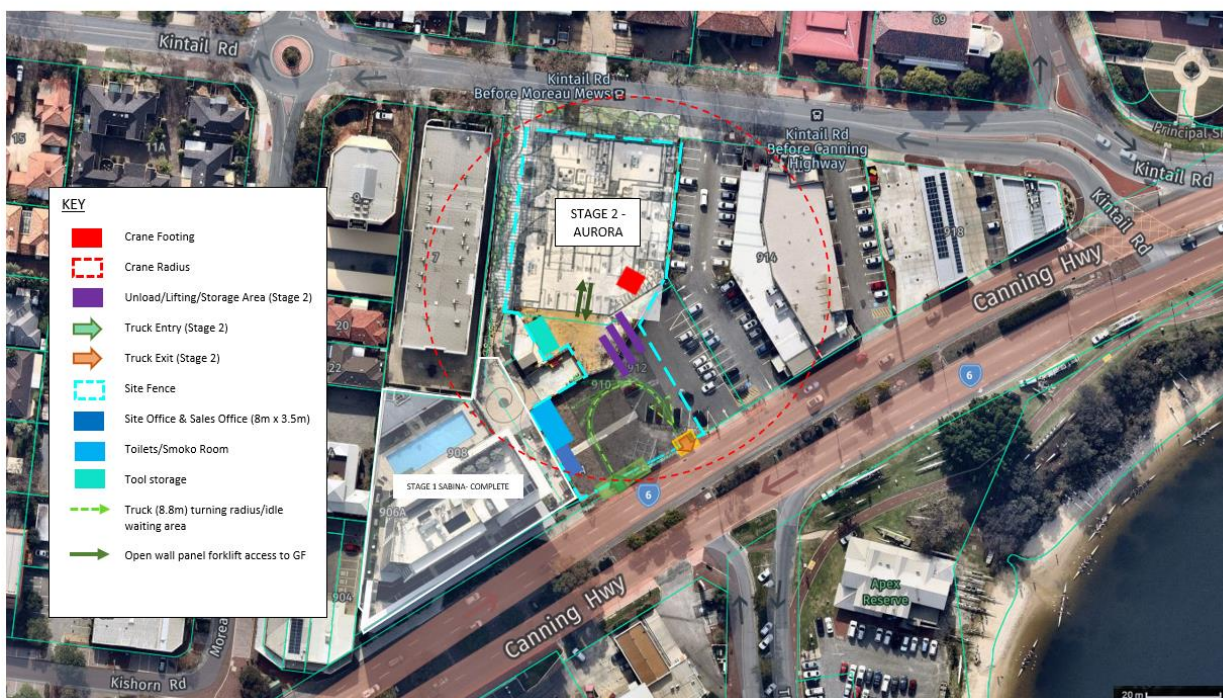 Kintail Rd
Kintail Rd
Before Moreau Mews
69
Kintail Rd
Before Canning
Highway
Principal S
Kintail Rd
Kintail Rd
15
11A
9
7
20
22
STAGE 2 -
AURORA
914
918
Canning Hwy
6
912
910
908
906A
904
A
STAGE 1 SABINA- COMPLETE
6
Canning Hwy
Apex
Reserve
Kishorn Rd
Morea
T
20 m
KEY
Crane Footing
Crane Radius
Unload/Lifting/Storage Area (Stage 2)
Truck Entry (Stage 2)
Truck Exit (Stage 2)
Site Fence
Site Office & Sales Office (8m x 3.5m)
Toilets/Smoko Room
Tool storage
Truck (8.8m) turning radius/idle
waiting area
Open wall panel forklift access to GF